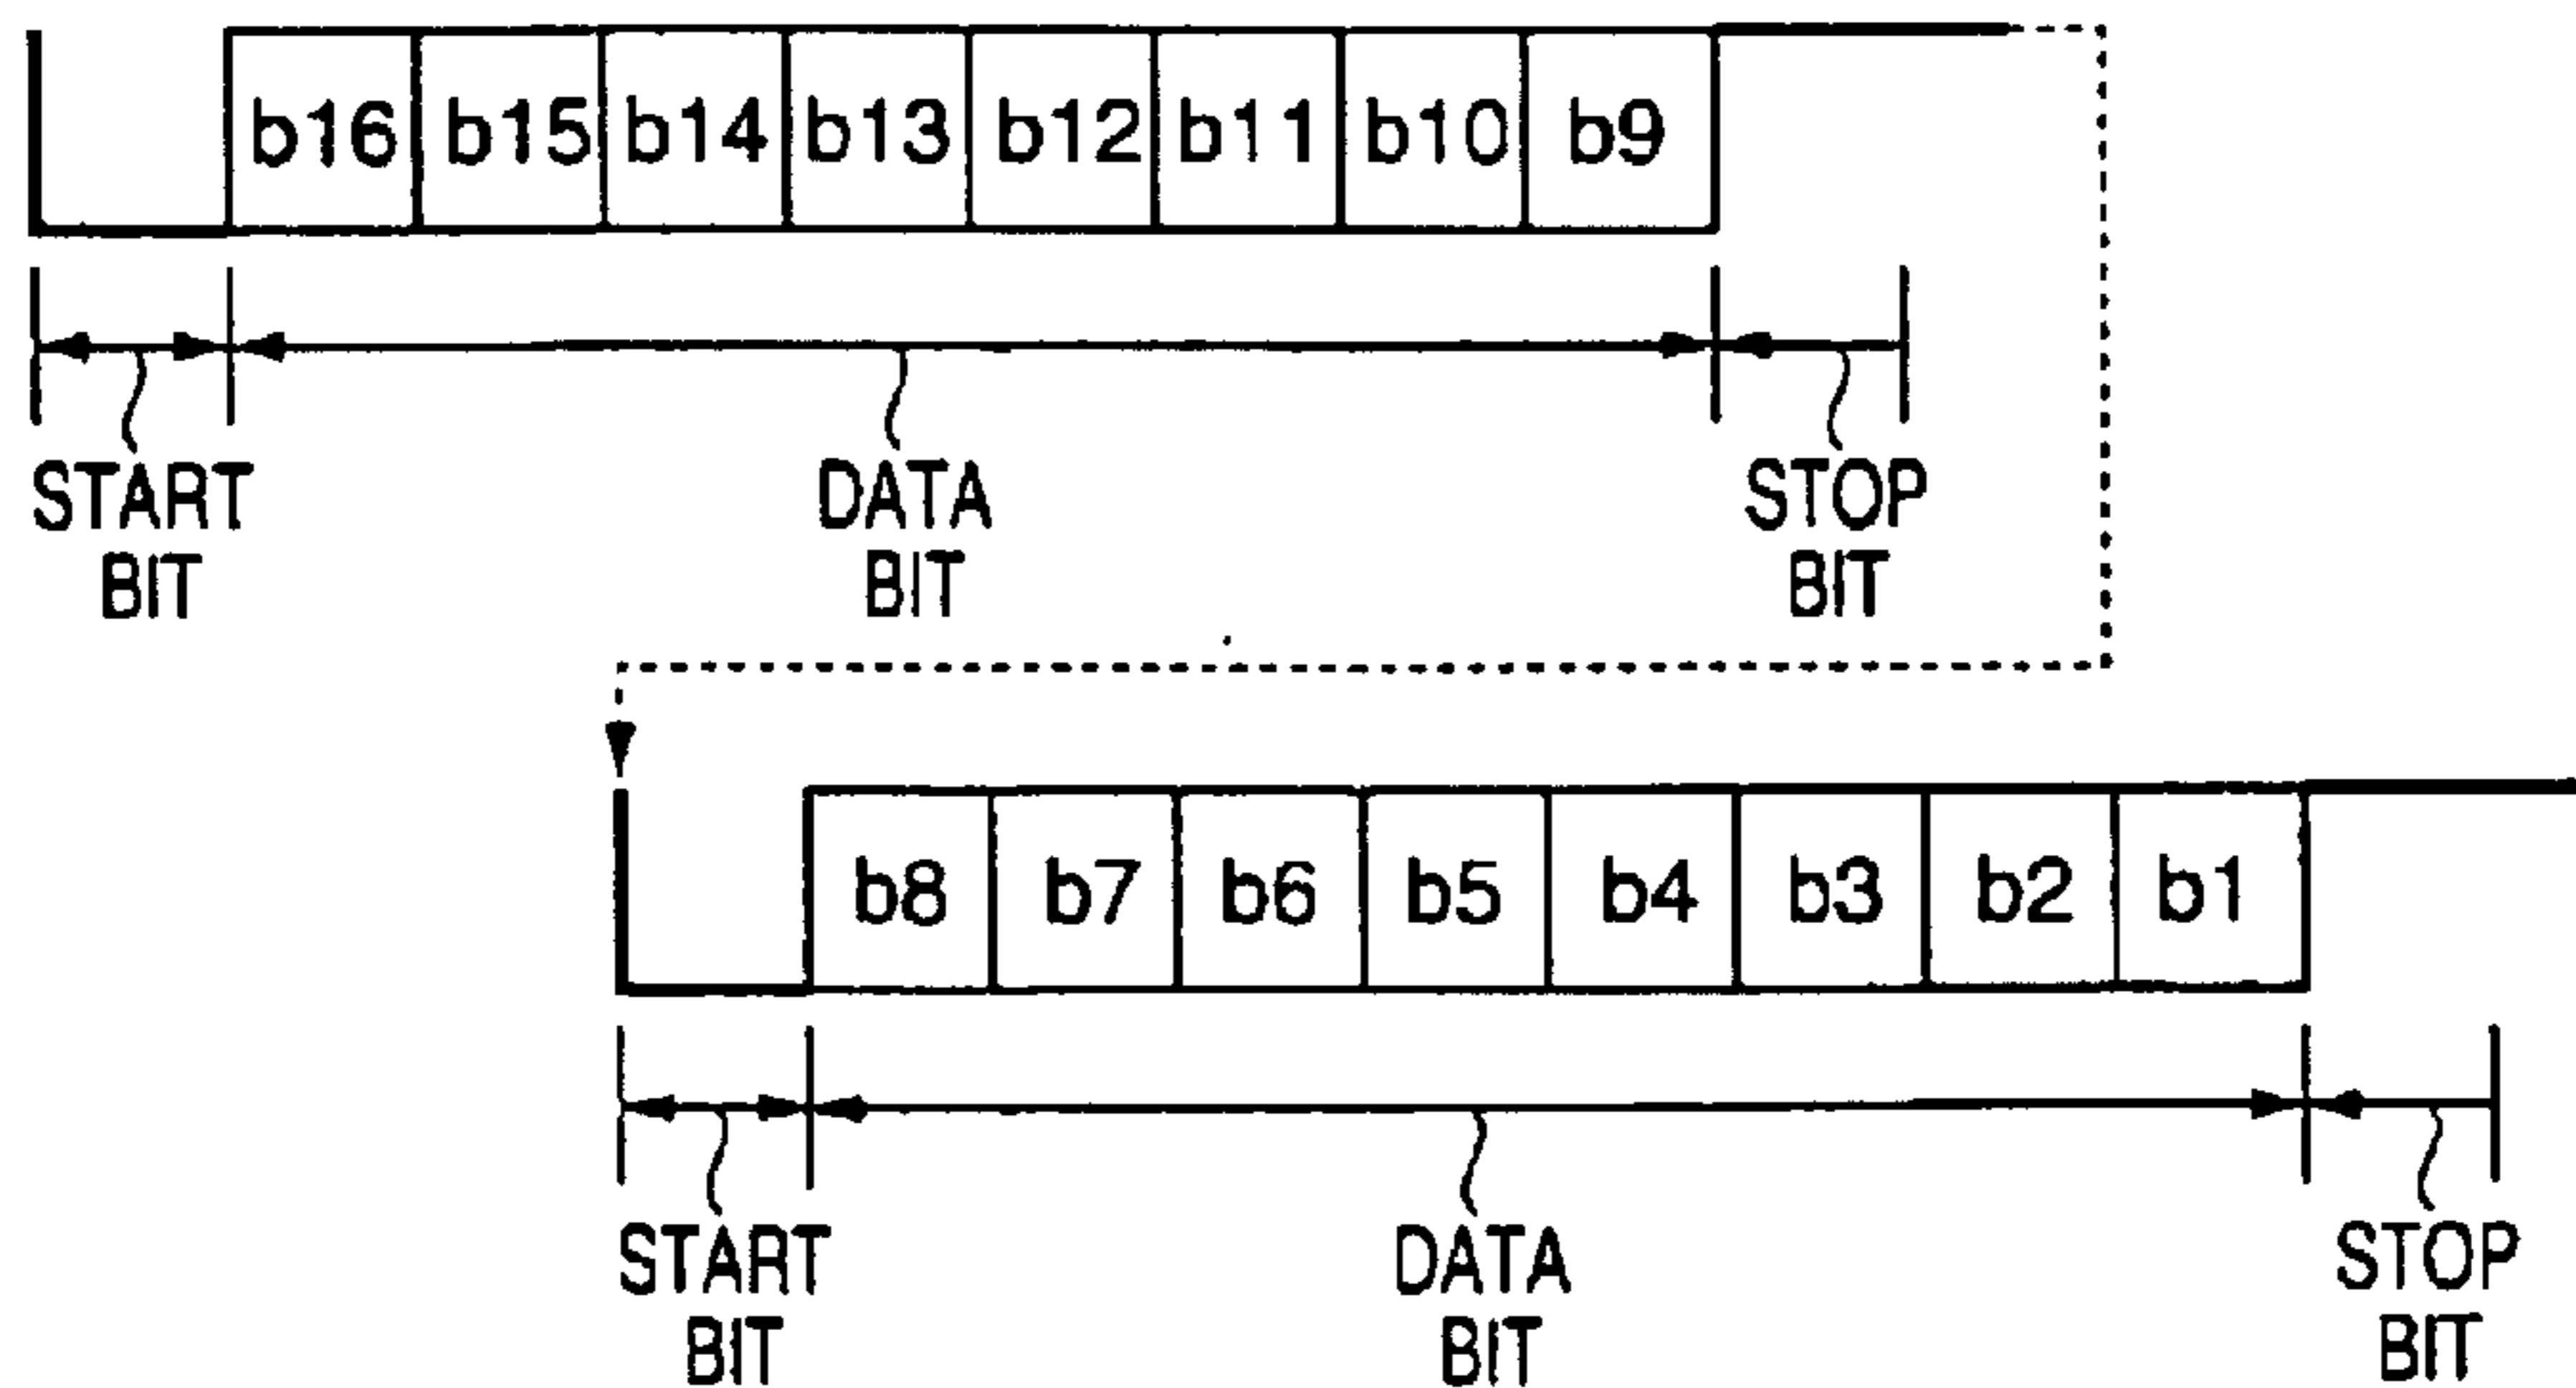 b16 b15 b14 b13 b12 b11 b10 b9
START BIT
DATA BIT
STOP BIT
b8 b7 b6 b5 b4 b3 b2 b1
START BIT
DATA BIT
STOP BIT